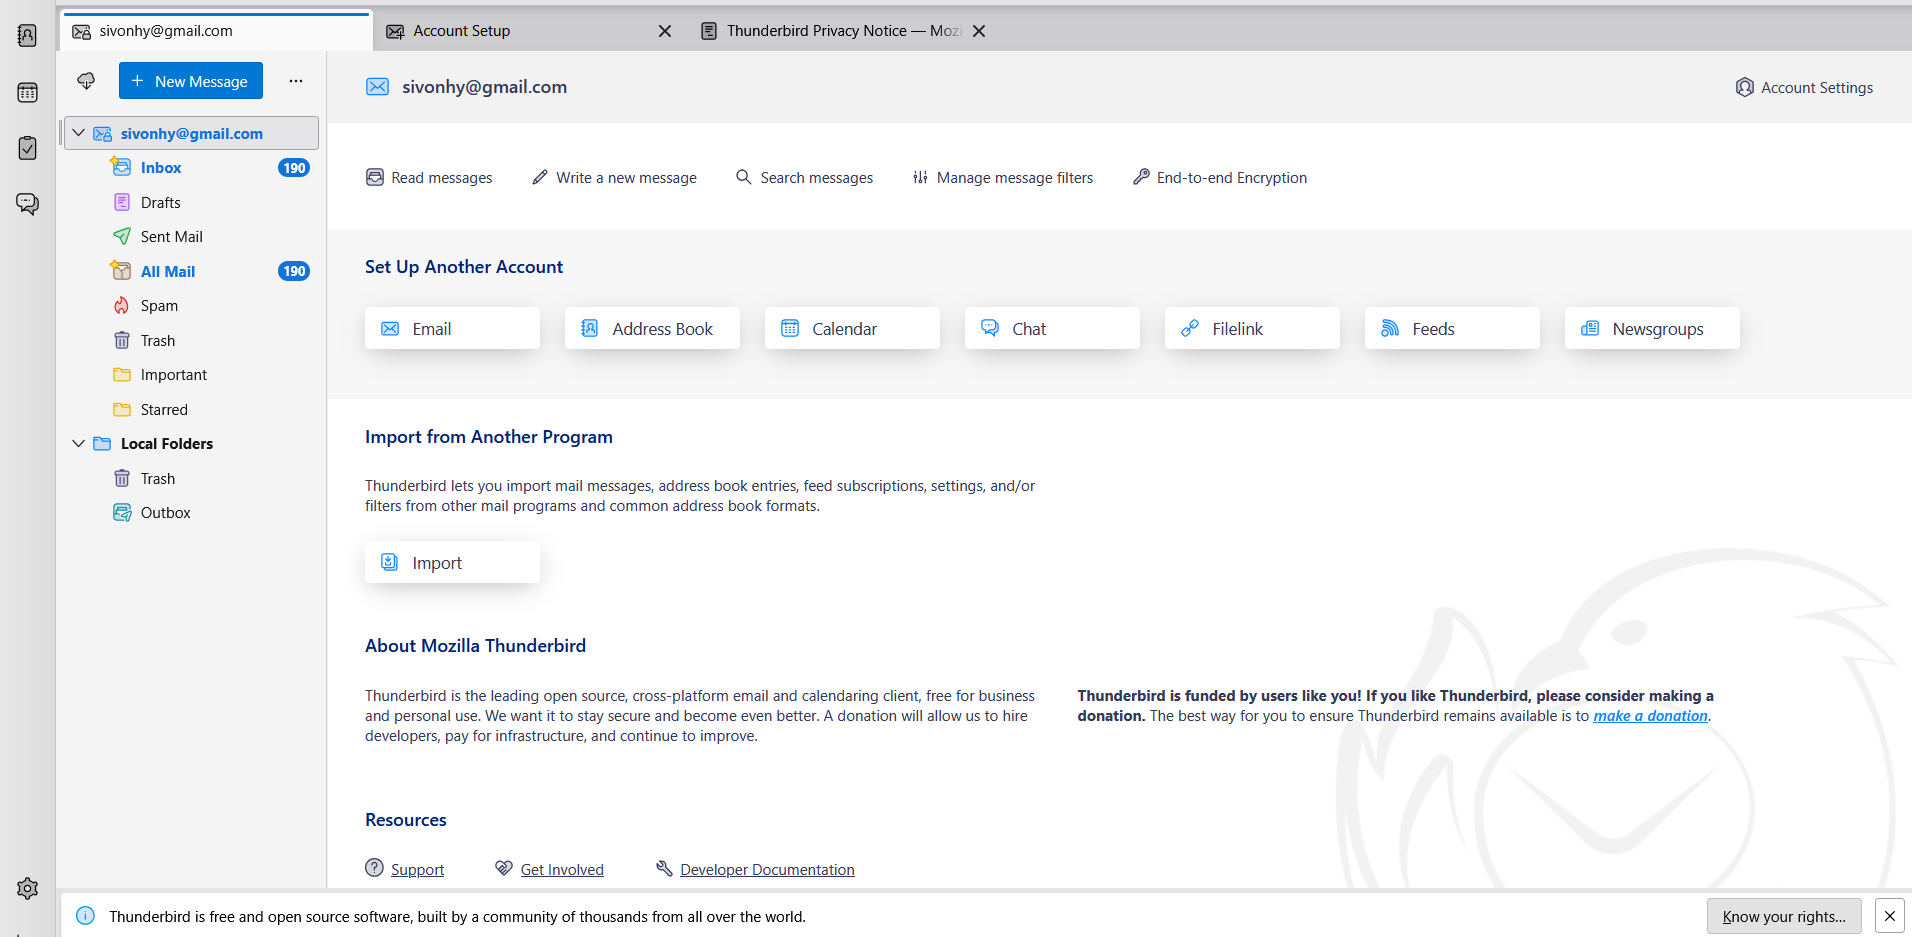 sivonhy@gmail.com
Account Setup
Thunderbird Privacy Notice — Mozi
New Message
sivonhy@gmail.com
Account Settings
sivonhy@gmail.com
Inbox 190
Drafts
Sent Mail
All Mail 190
Spam
Trash
Important
Starred
Local Folders
Trash
Outbox
Read messages
Write a new message
Search messages
Manage message filters
End-to-end Encryption
Set Up Another Account
Email
Address Book
Calendar
Chat
Filelink
Feeds
Newsgroups
Import from Another Program
Thunderbird lets you import mail messages, address book entries, feed subscriptions, settings, and/or
filters from other mail programs and common address book formats.
Import
About Mozilla Thunderbird
Thunderbird is the leading open source, cross-platform email and calendaring client, free for business
and personal use. We want it to stay secure and become even better. A donation will allow us to hire
developers, pay for infrastructure, and continue to improve.
Thunderbird is funded by users like you! If you like Thunderbird, please consider making a
donation. The best way for you to ensure Thunderbird remains available is to make a donation.
Resources
Support
Get Involved
Developer Documentation
Thunderbird is free and open source software, built by a community of thousands from all over the world.
Know your rights...